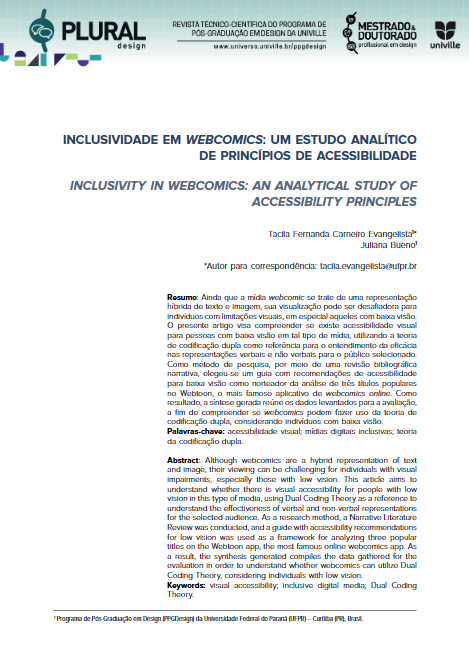 PLURAL
design
REVISTA TÉCNICO-CIENTÍFICA DO PROGRAMA DE
PÓS-GRADUAÇÃO EM DESIGN DA UNIVILLE
www.universo.univille.br/ppgdesign
MESTRADO&
DOUTORADO
profissional em design
univille
INCLUSIVIDADE EM WEBCOMICS: UM ESTUDO ANALÍTICO
DE PRINCÍPIOS DE ACESSIBILIDADE
INCLUSIVITY IN WEBCOMICS: AN ANALYTICAL STUDY OF
ACCESSIBILITY PRINCIPLES
Tacila Fernanda Carneiro Evangelista¹*
Juliana Bueno¹
*Autor para correspondência: tacila.evangelista@ufpr.br
Resumo: Ainda que a mídia webcomic se trate de uma representação
híbrida de texto e imagem, sua visualização pode ser desafiadora para
indivíduos com limitações visuais, em especial aqueles com baixa visão.
O presente artigo visa compreender se existe acessibilidade visual
para pessoas com baixa visão em tal tipo de mídia, utilizando a teoria
de codificação dupla como referência para o entendimento da eficácia
nas representações verbais e não verbais para o público selecionado.
Como método de pesquisa, por meio de uma revisão bibliográfica
narrativa, elegeu-se um guia com recomendações de acessibilidade
para baixa visão como norteador da análise de três títulos populares
no Webtoon, o mais famoso aplicativo de webcomics online. Como
resultado, a síntese gerada reúne os dados levantados para a avaliação,
a fim de compreender se webcomics podem fazer uso da teoria de
codificação dupla, considerando indivíduos com baixa visão.
Palavras-chave: acessibilidade visual; mídias digitais inclusivas; teoria
da codificação dupla.
Abstract: Although webcomics are a hybrid representation of text
and image, their viewing can be challenging for individuals with visual
impairments, especially those with low vision. This article aims to
understand whether there is visual accessibility for people with low
vision in this type of media, using Dual Coding Theory as a reference to
understand the effectiveness of verbal and non-verbal representations
for the selected audience. As a research method, a Narrative Literature
Review was conducted, and a guide with accessibility recommendations
for low vision was used as a framework for analyzing three popular
titles on the Webtoon app, the most famous online webcomics app. As
a result, the synthesis generated compiles the data gathered for the
evaluation in order to understand whether webcomics can utilize Dual
Coding Theory, considering individuals with low vision.
Keywords: visual accessibility; inclusive digital media; Dual Coding
Theory.
¹ Programa de Pós-Graduação em Design (PPGDesign) da Universidade Federal do Paraná (UFPR) – Curitiba (PR), Brasil.